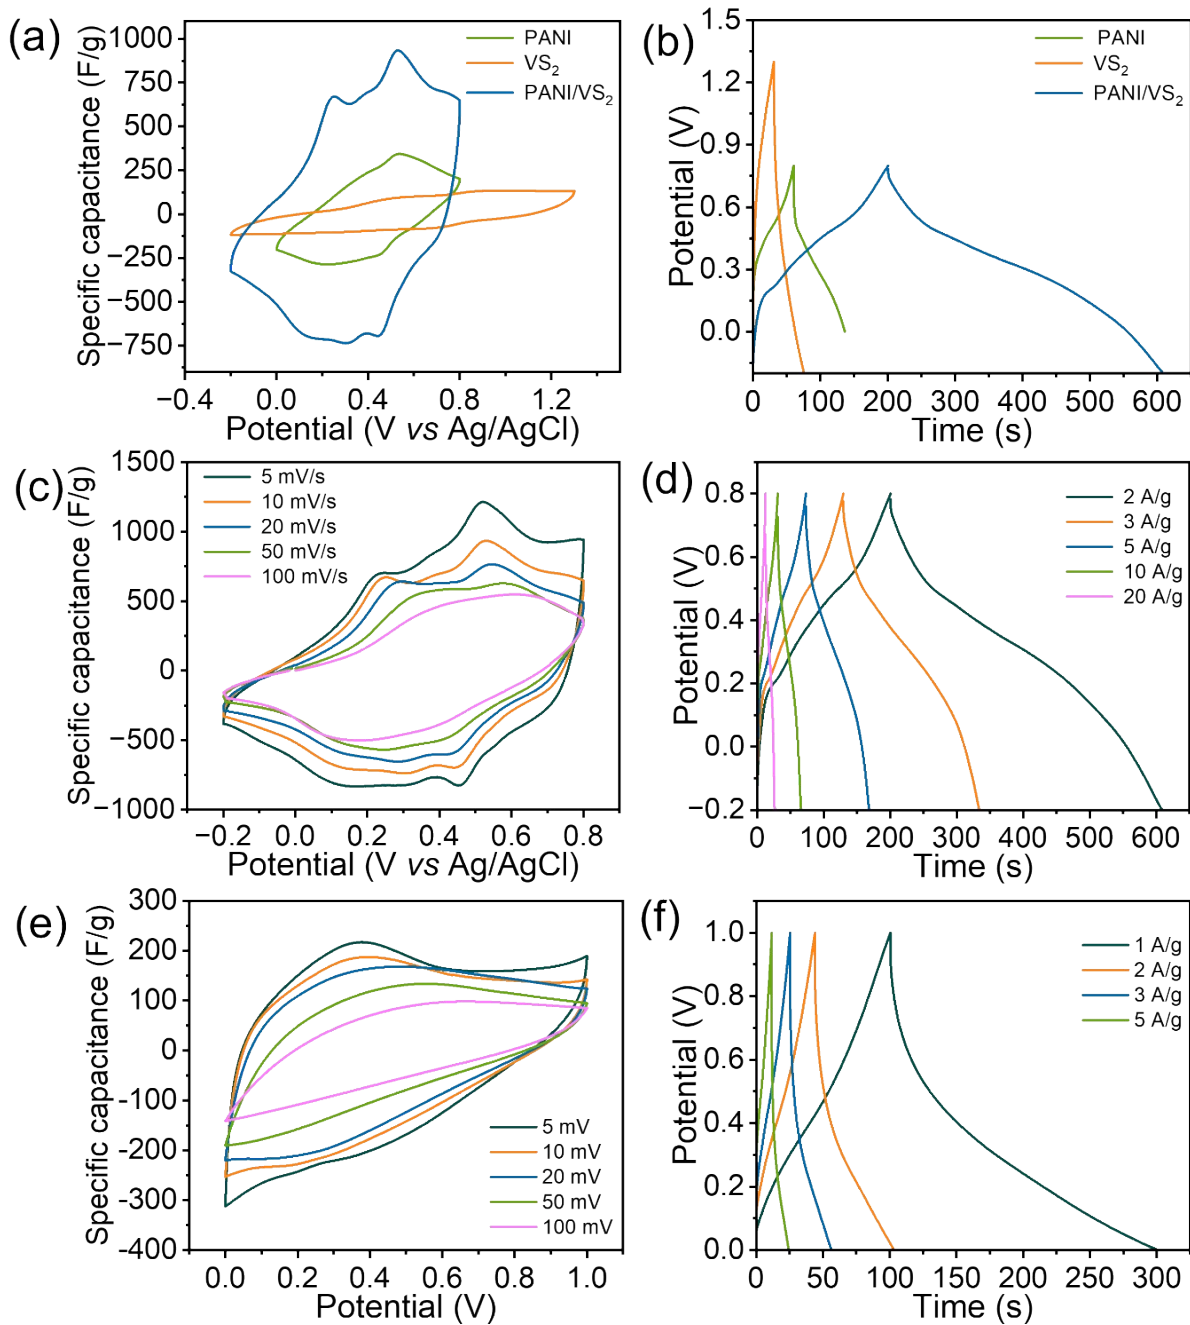 (a)
Specific capacitance (F/g)
1000
750
500
250
0
−250
−500
−750
PANI
VS2
PANI/VS2
−0.4
0.0
0.4
0.8
1.2
Potential (V vs Ag/AgCl)
(b)
Potential (V)
1.5
1.2
0.9
0.6
0.3
0.0
PANI
VS2
PANI/VS2
0
100
200
300
400
500
600
Time (s)
(c)
Specific capacitance (F/g)
1500
1000
500
0
−500
−1000
5 mV/s
10 mV/s
20 mV/s
50 mV/s
100 mV/s
−0.2
0.0
0.2
0.4
0.6
0.8
Potential (V vs Ag/AgCl)
(d)
Potential (V)
0.8
0.6
0.4
0.2
0.0
−0.2
2 A/g
3 A/g
5 A/g
10 A/g
20 A/g
0
100
200
300
400
500
600
Time (s)
(e)
Specific capacitance (F/g)
300
200
100
0
-100
-200
-300
-400
5 mV
10 mV
20 mV
50 mV
100 mV
0.0
0.2
0.4
0.6
0.8
1.0
Potential (V)
(f)
Potential (V)
1.0
0.8
0.6
0.4
0.2
0.0
1 A/g
2 A/g
3 A/g
5 A/g
0
50
100
150
200
250
300
Time (s)